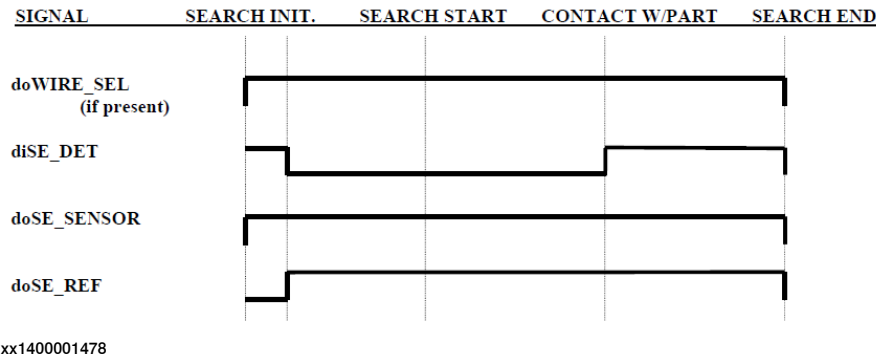 SIGNAL SEARCH INIT. SEARCH START CONTACT W/PART SEARCH END
doWIRE_SEL
(if present)
diSE_DET
doSE_SENSOR
doSE_REF
xx1400001478